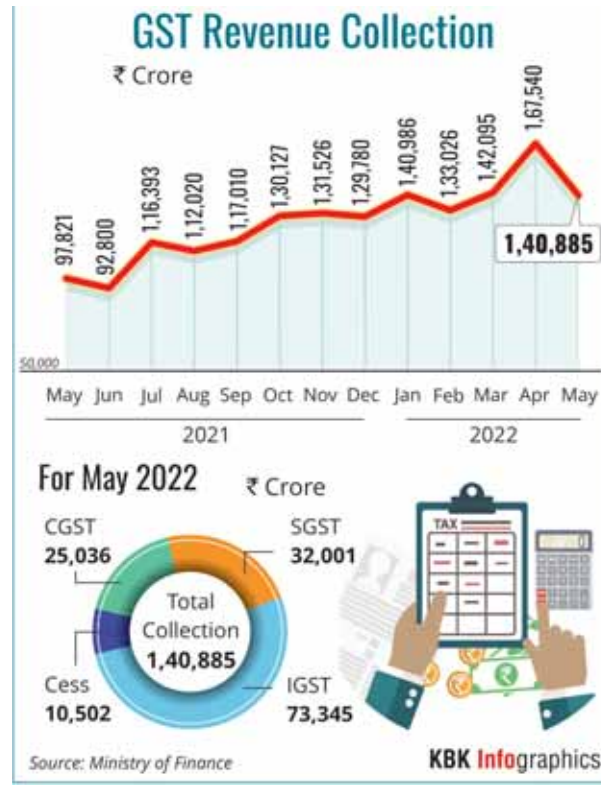 GST Revenue Collection
₹ Crore
97,821
92,800
1,16,393
1,12,020
1,17,010
1,30,127
1,31,526
1,29,780
1,40,986
1,33,026
1,42,095
1,67,540
1,40,885
50,000
May Jun Jul Aug Sep Oct Nov Dec Jan Feb Mar Apr May
2021 2022
For May 2022 ₹ Crore
CGST
25,036
SGST
32,001
Total
Collection
1,40,885
Cess
10,502
IGST
73,345
TAX
Source: Ministry of Finance
KBK Infographics